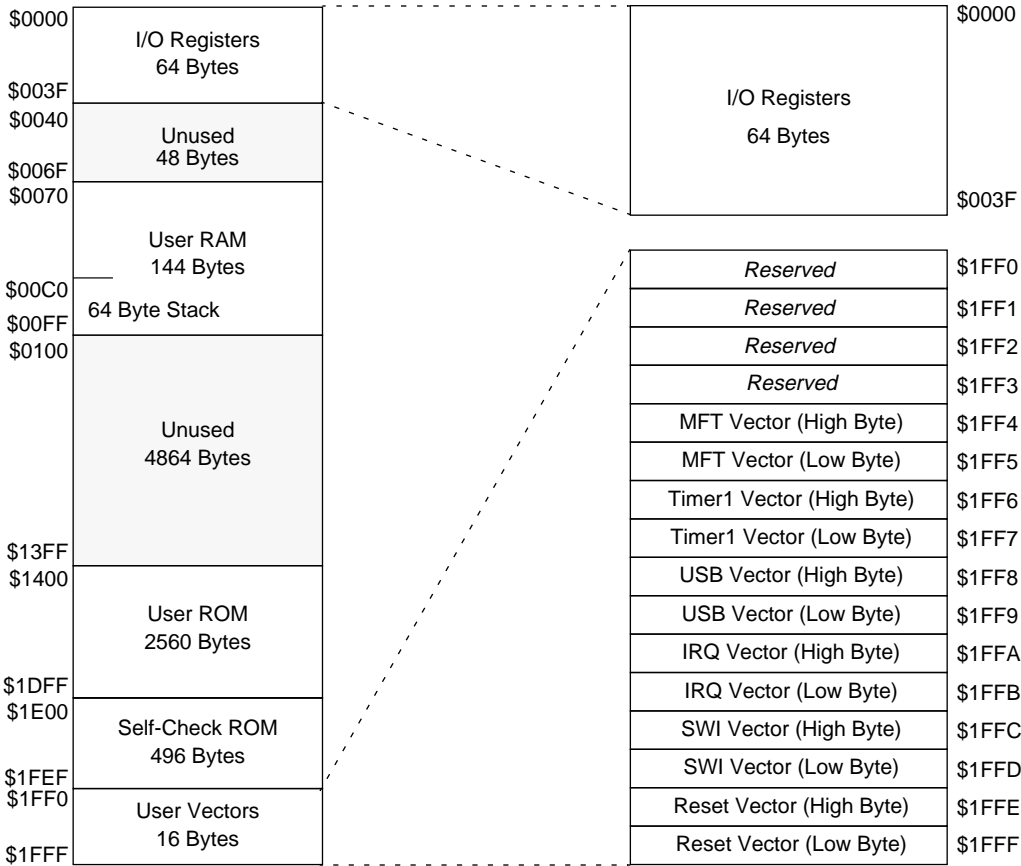 $0000
I/O Registers
64 Bytes
$003F
$0040
Unused
48 Bytes
$006F
$0070
User RAM
144 Bytes
$00C0
64 Byte Stack
$00FF
$0100
Unused
4864 Bytes
$13FF
$1400
User ROM
2560 Bytes
$1DFF
$1E00
Self-Check ROM
496 Bytes
$1FEF
$1FF0
User Vectors
16 Bytes
$1FFF
$0000
I/O Registers
64 Bytes
$003F
Reserved $1FF0
Reserved $1FF1
Reserved $1FF2
Reserved $1FF3
MFT Vector (High Byte) $1FF4
MFT Vector (Low Byte) $1FF5
Timer1 Vector (High Byte) $1FF6
Timer1 Vector (Low Byte) $1FF7
USB Vector (High Byte) $1FF8
USB Vector (Low Byte) $1FF9
IRQ Vector (High Byte) $1FFA
IRQ Vector (Low Byte) $1FFB
SWI Vector (High Byte) $1FFC
SWI Vector (Low Byte) $1FFD
Reset Vector (High Byte) $1FFE
Reset Vector (Low Byte) $1FFF